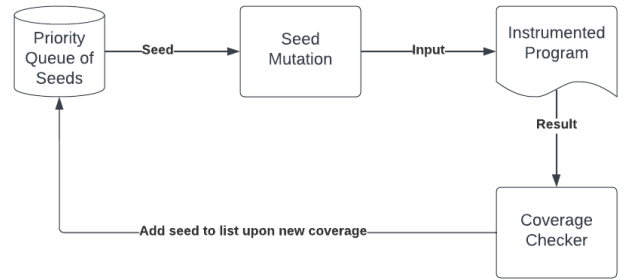 Priority
Queue of
Seeds
Seed
Seed
Mutation
Input
Instrumented
Program
Result
Coverage
Checker
Add seed to list upon new coverage